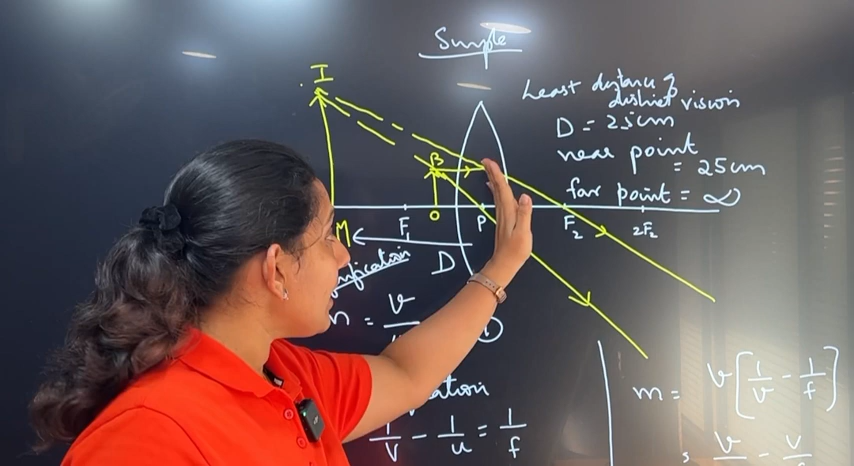 Simple
Least distance of
distinct vision
D = 25cm
near point
= 25cm
far point = ∞
I
B
O
P
M
F₁
F₂
2F₂
D
= v
1/v - 1/u = 1/f
m = v[1/v - 1/f]
= v - v